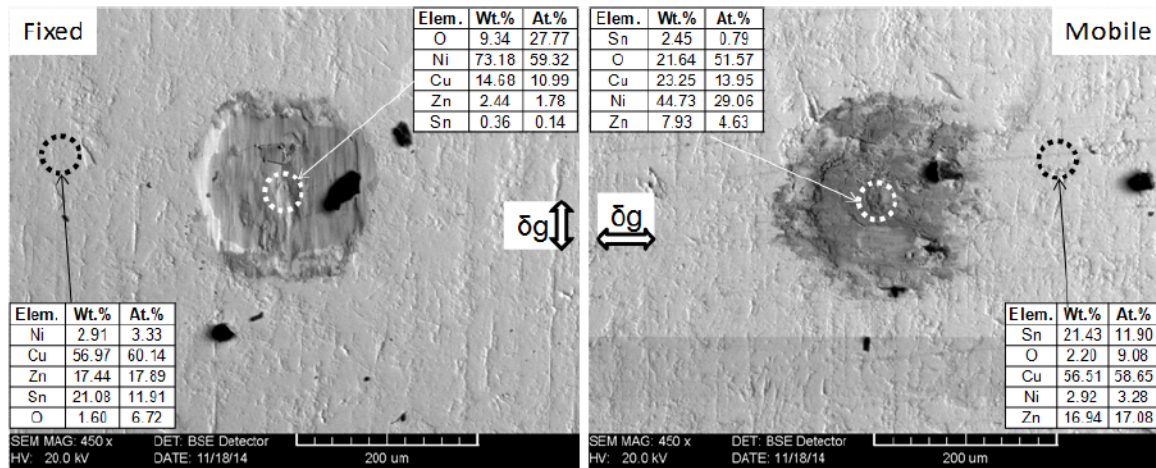 Fixed
Elem. Wt.% At.%
O 9.34 27.77
Ni 73.18 59.32
Cu 14.68 10.99
Zn 2.44 1.78
Sn 0.36 0.14
δg
Elem. Wt.% At.%
Ni 2.91 3.33
Cu 56.97 60.14
Zn 17.44 17.89
Sn 21.08 11.91
O 1.60 6.72
SEM MAG: 450 x DET: BSE Detector
HV: 20.0 kV DATE: 11/18/14 200 um
Elem. Wt.% At.%
Sn 2.45 0.79
O 21.64 51.57
Cu 23.25 13.95
Ni 44.73 29.06
Zn 7.93 4.63
Mobile
δg
Elem. Wt.% At.%
Sn 21.43 11.90
O 2.20 9.08
Cu 56.51 58.65
Ni 2.92 3.28
Zn 16.94 17.08
SEM MAG: 450 x DET: BSE Detector
HV: 20.0 kV DATE: 11/18/14 200 um